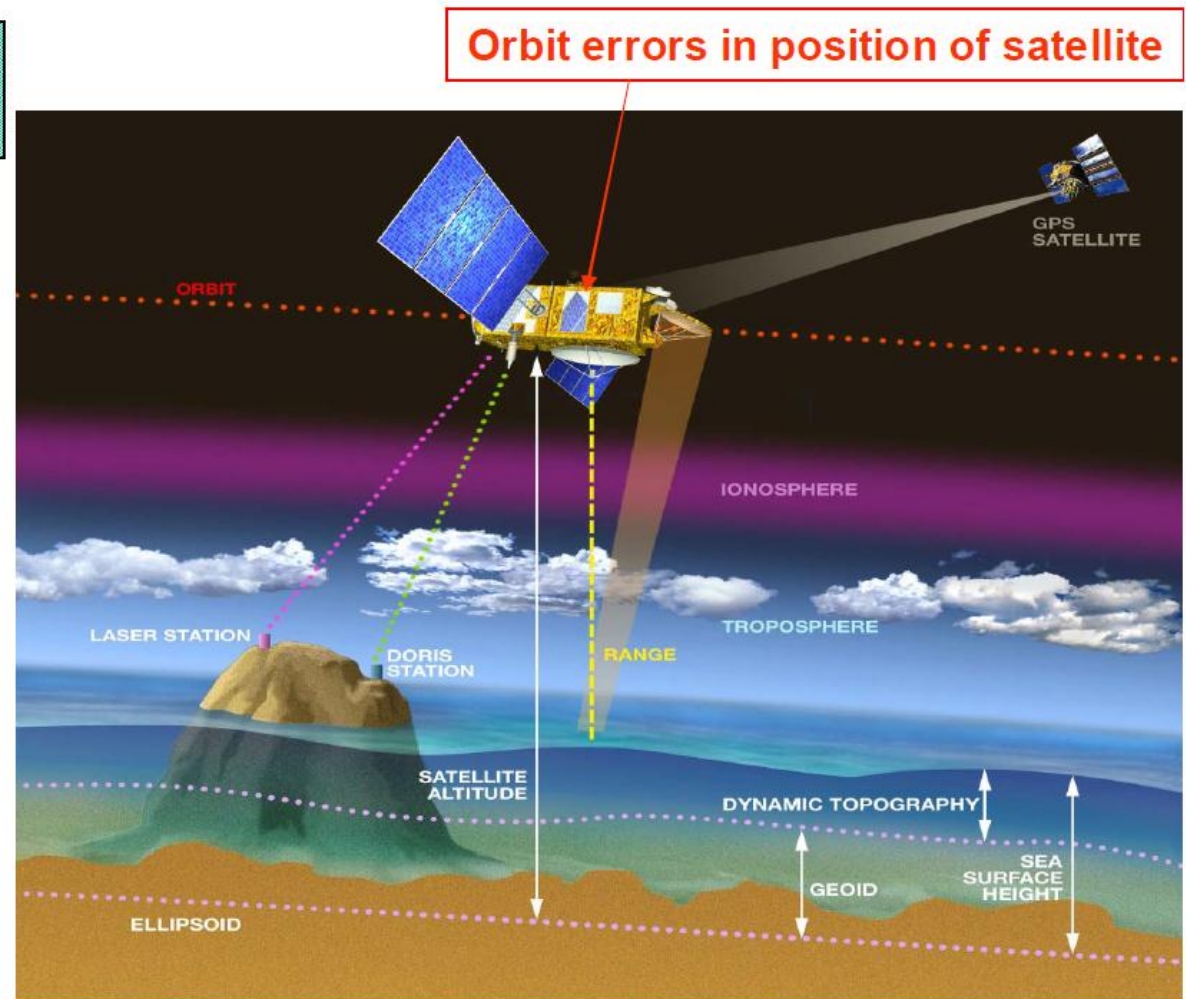 Orbit errors in position of satellite
GPS
SATELLITE
ORBIT
IONOSPHERE
TROPOSPHERE
LASER STATION
DORIS
STATION
RANGE
SATELLITE
ALTITUDE
DYNAMIC TOPOGRAPHY
SEA
SURFACE
HEIGHT
GEOID
ELLIPSOID